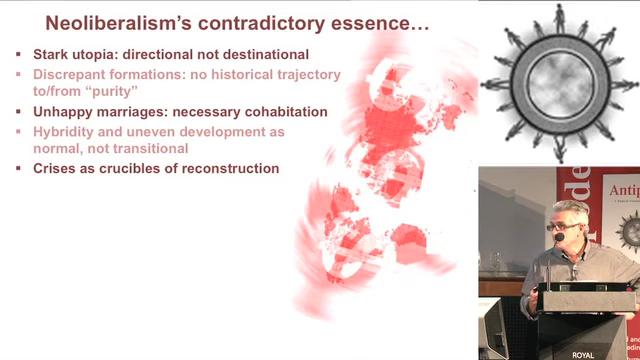 Neoliberalism's contradictory essence…
▪ Stark utopia: directional not destinational
▪ Discrepant formations: no historical trajectory
to/from “purity”
▪ Unhappy marriages: necessary cohabitation
▪ Hybridity and uneven development as
normal, not transitional
▪ Crises as crucibles of reconstruction
Antip
ROYAL